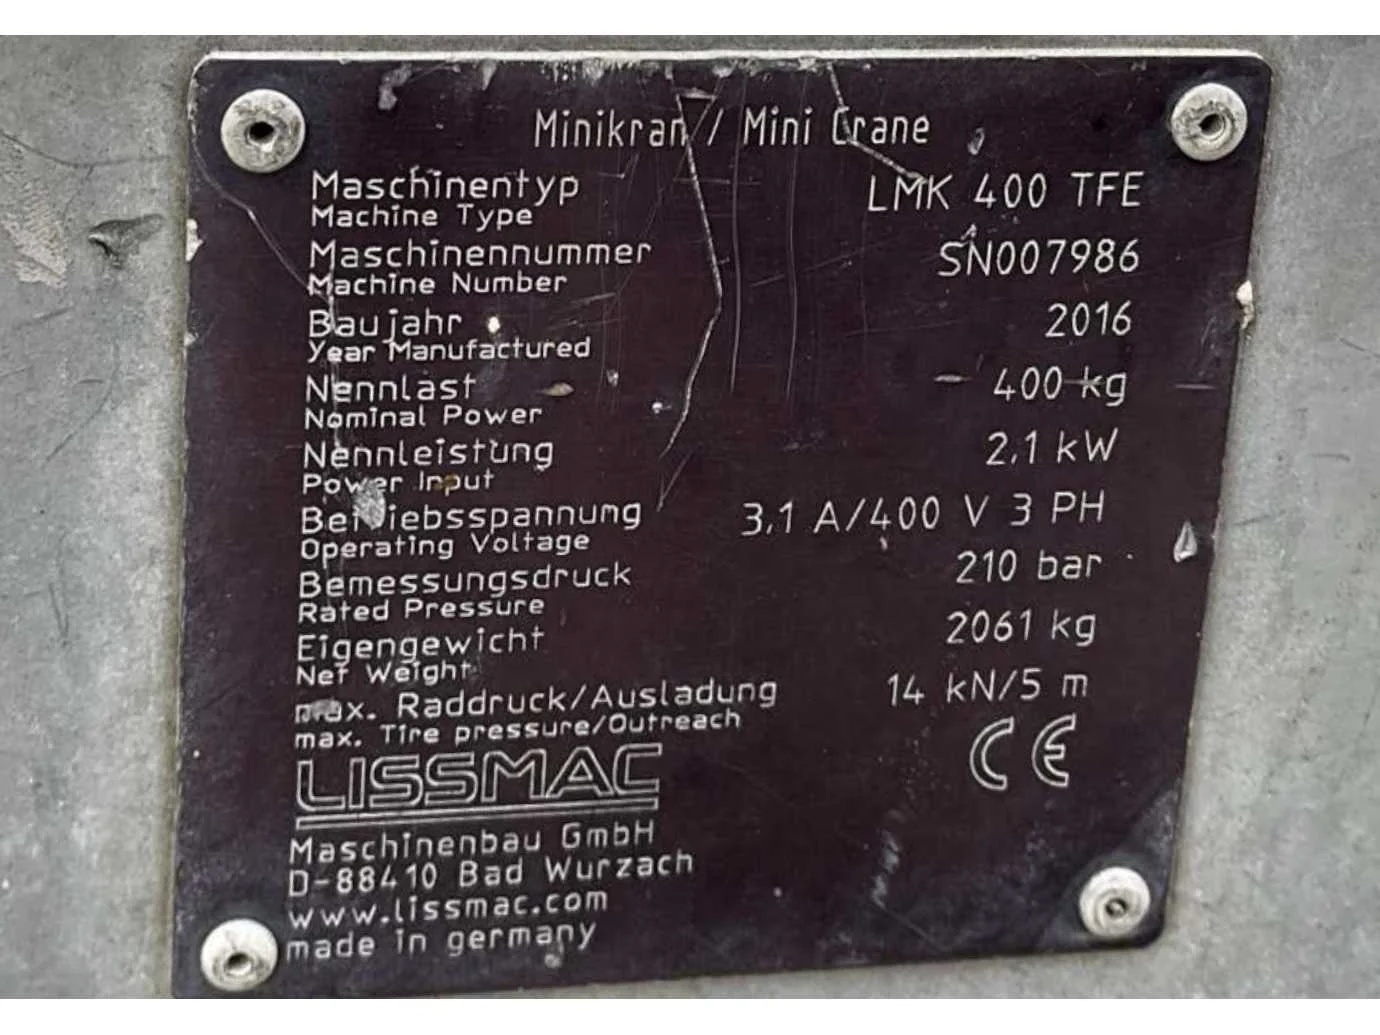 Minikran / Mini Crane
Maschinentyp LMK 400 TFE
Machine Type
Maschinennummer SN007986
Machine Number
Baujahr 2016
Year Manufactured
Nennlast 400 kg
Nominal Power
Nennleistung 2,1 kW
Power Input
Betriebsspannung 3,1 A/400 V 3 PH
Operating Voltage
Bemessungsdruck 210 bar
Rated Pressure
Eigengewicht 2061 kg
Net Weight
max. Raddruck/Ausladung 14 kN/5 m
max. Tire pressure/Outreach
LISSMAC CE
Maschinenbau GmbH
D-88410 Bad Wurzach
www.lissmac.com
made in germany